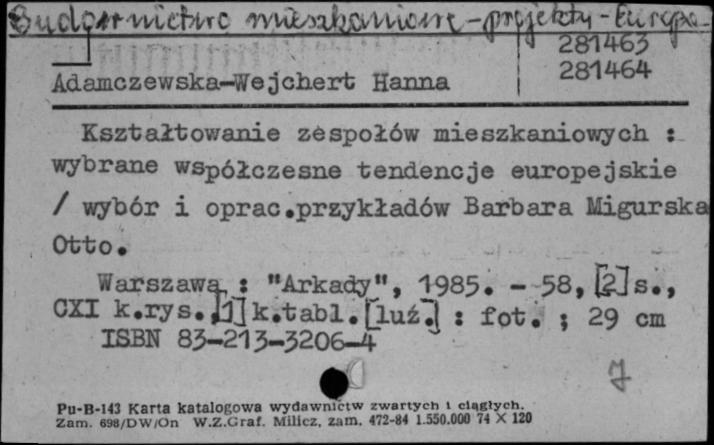 Budownictwo mieszkaniowe - projekty - Europa
281463
281464
Adamczewska-Wejchert Hanna
Kształtowanie zespołów mieszkaniowych :
wybrane współczesne tendencje europejskie
/ wybór i oprac.przykładów Barbara Migurska
Otto.
Warszawa : "Arkady", 1985. - 58, [2] s.,
CXI k.rys. [1] k.tabl. [luź.] : fot. ; 29 cm
ISBN 83-213-3206-4
Pu-B-143 Karta katalogowa wydawnictw zwartych i ciągłych.
Zam. 698/DW/On W.Z.Graf. Milicz, zam. 472-84 1.550.000 74 X 120